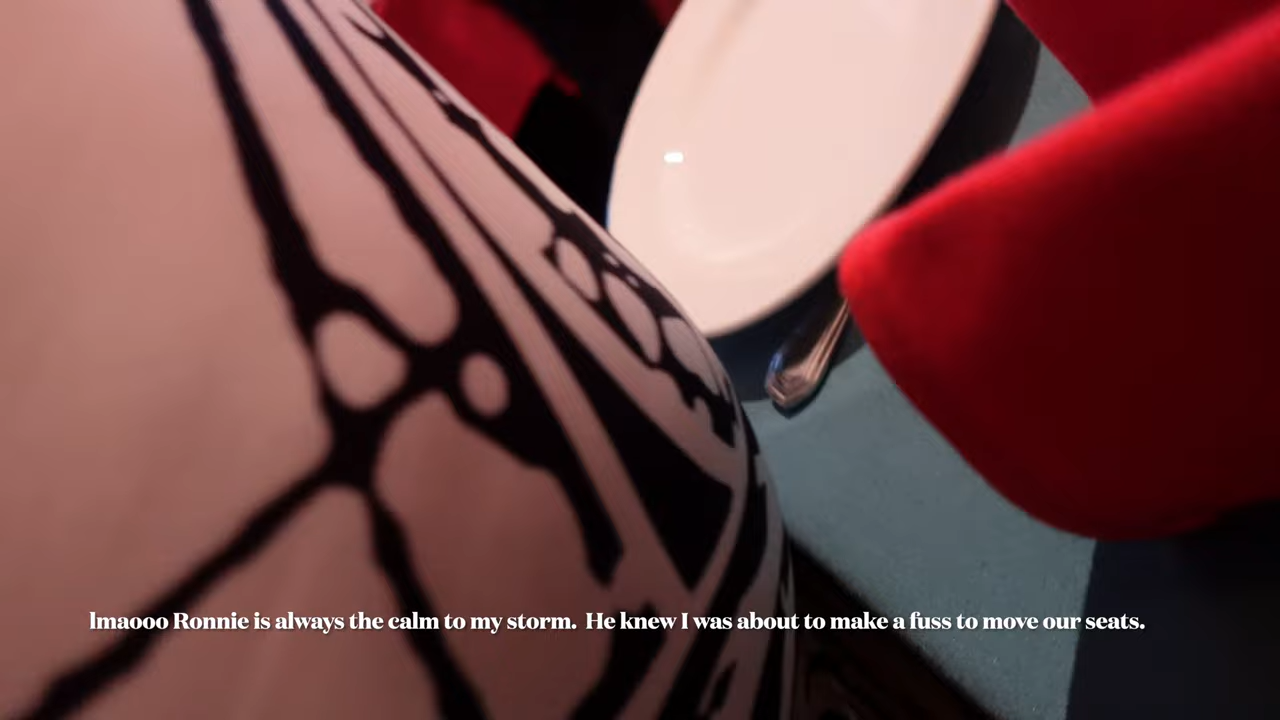 lmaooo Ronnie is always the calm to my storm.  He knew I was about to make a fuss to move our seats.